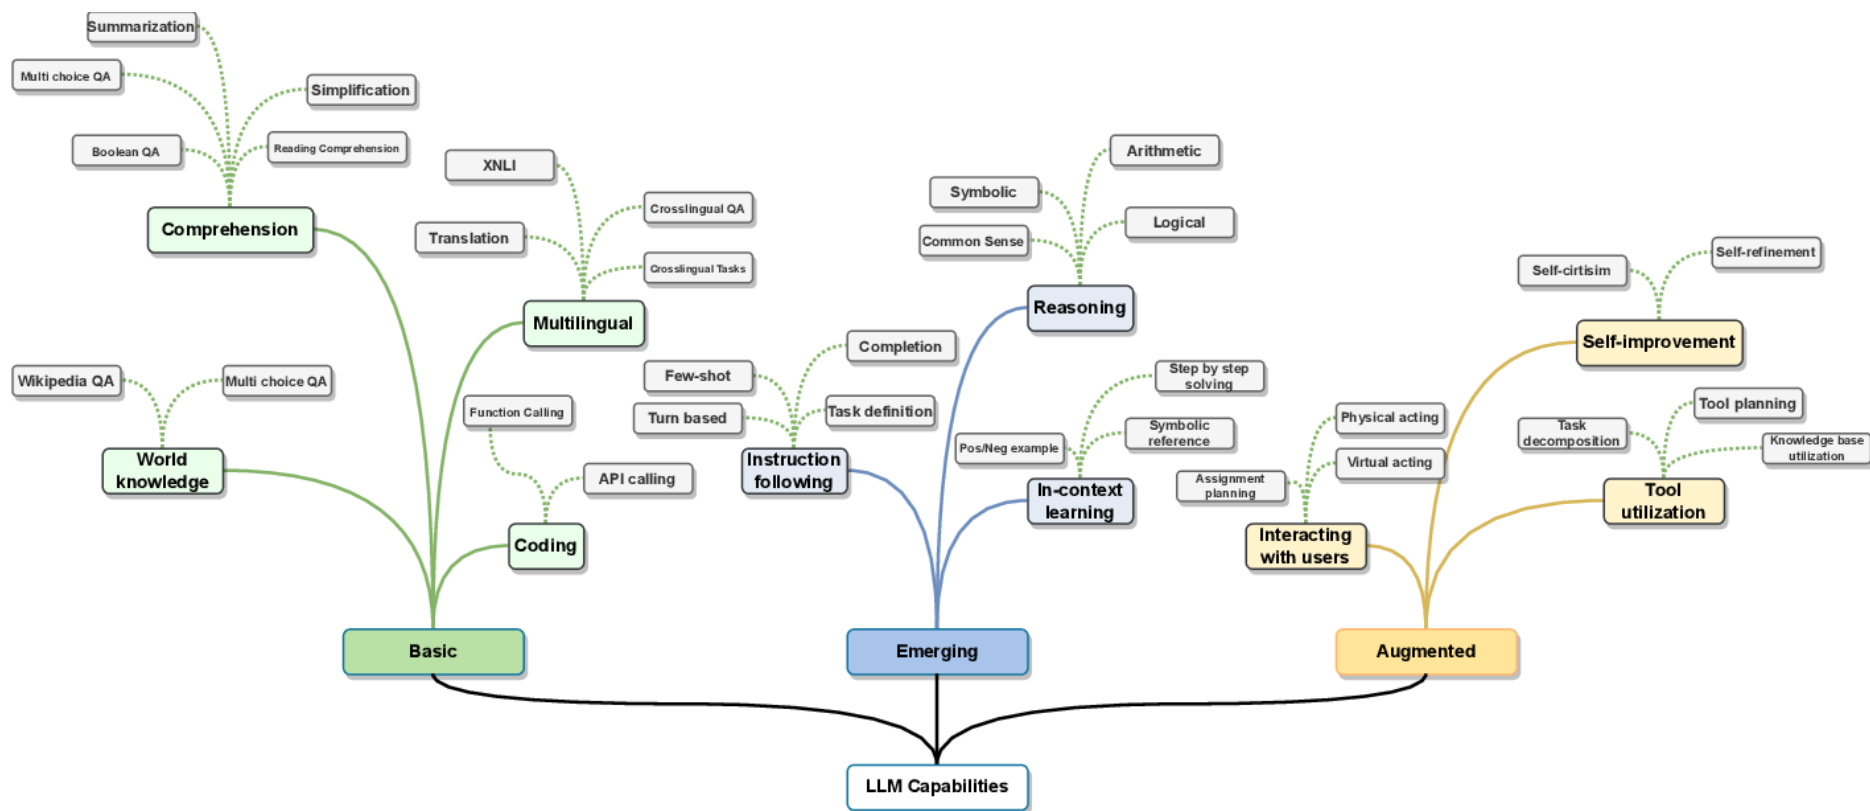 Summarization
Multi choice QA
Simplification
Boolean QA
Reading Comprehension
Comprehension
XNLI
Crosslingual QA
Translation
Crosslingual Tasks
Multilingual
Wikipedia QA
Multi choice QA
World
knowledge
Function Calling
API calling
Coding
Arithmetic
Symbolic
Logical
Common Sense
Reasoning
Completion
Few-shot
Turn based
Task definition
Instruction
following
Step by step
solving
Symbolic
reference
Pos/Neg example
In-context
learning
Self-cirtisim
Self-refinement
Self-improvement
Physical acting
Virtual acting
Assignment
planning
Interacting
with users
Tool planning
Task
decomposition
Knowledge base
utilization
Tool
utilization
Basic
Emerging
Augmented
LLM Capabilities